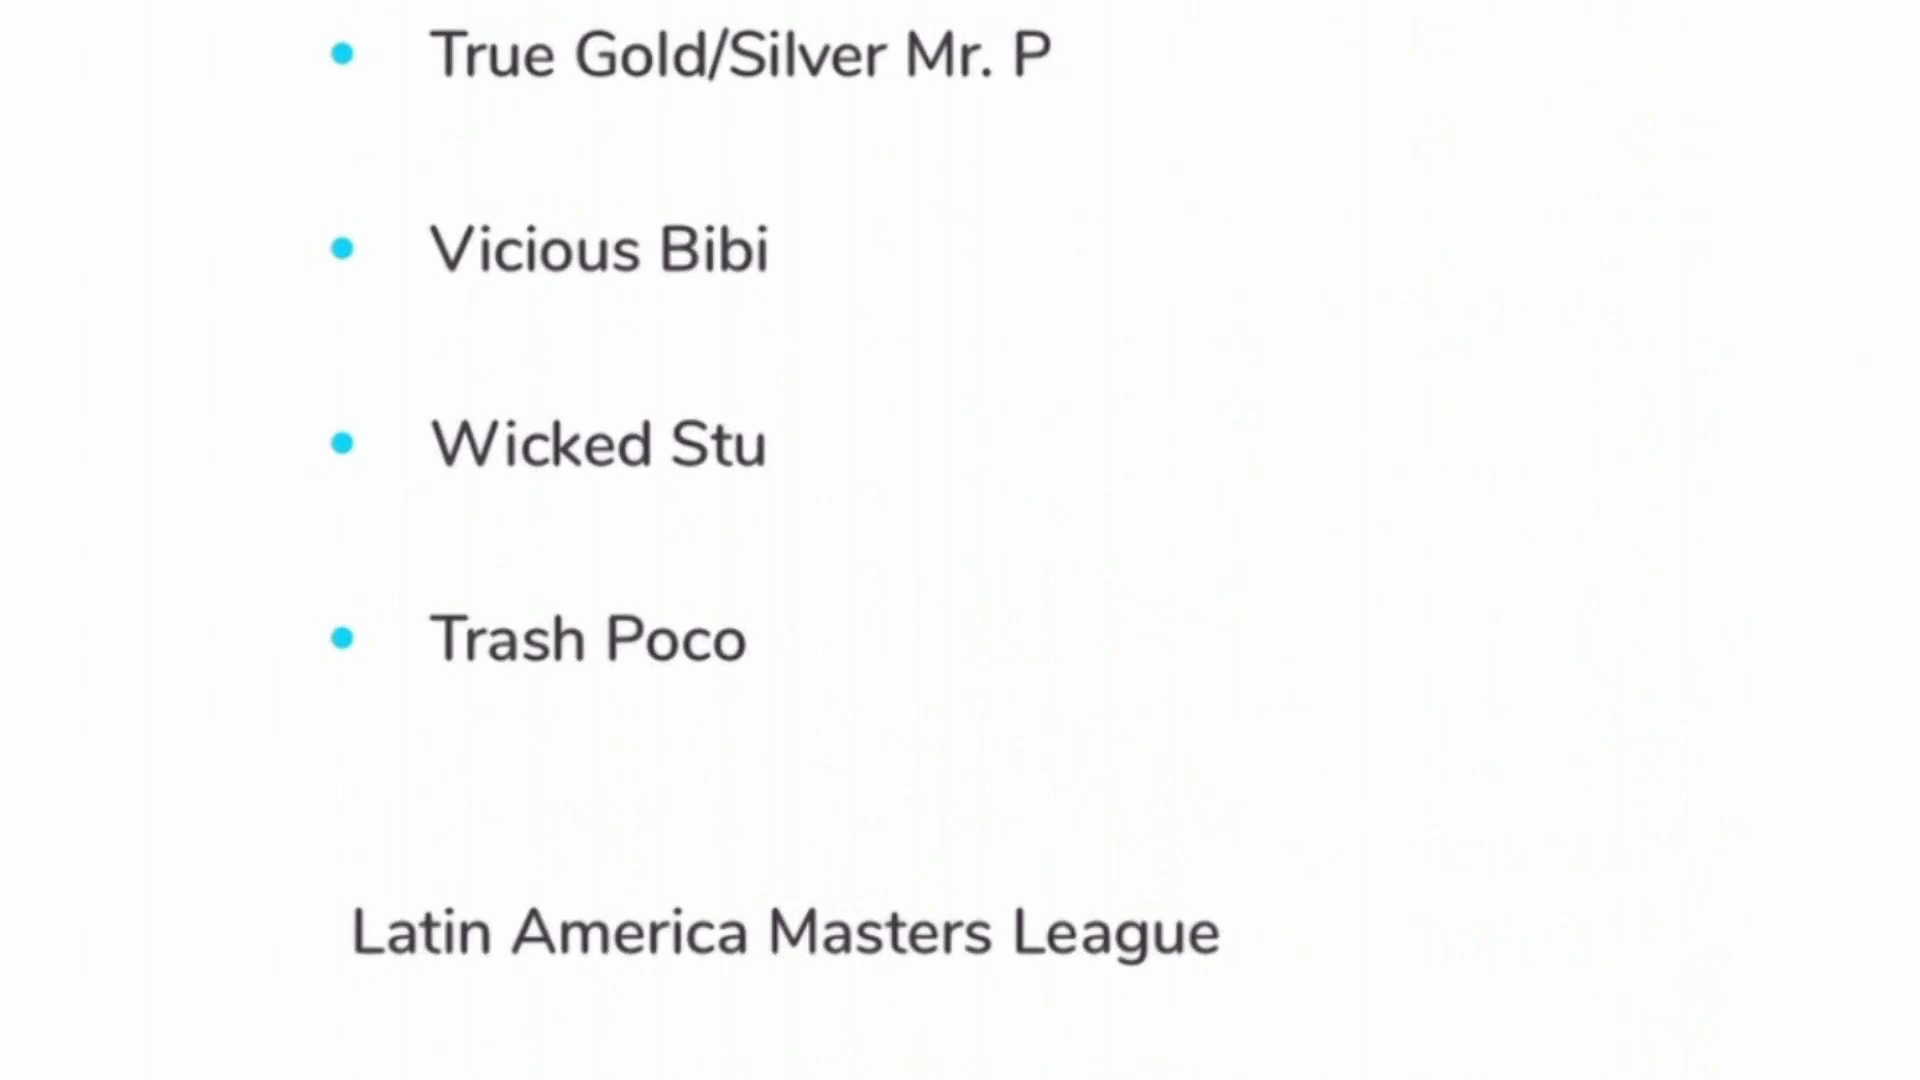 True Gold/Silver Mr. P
Vicious Bibi
Wicked Stu
Trash Poco
Latin America Masters League